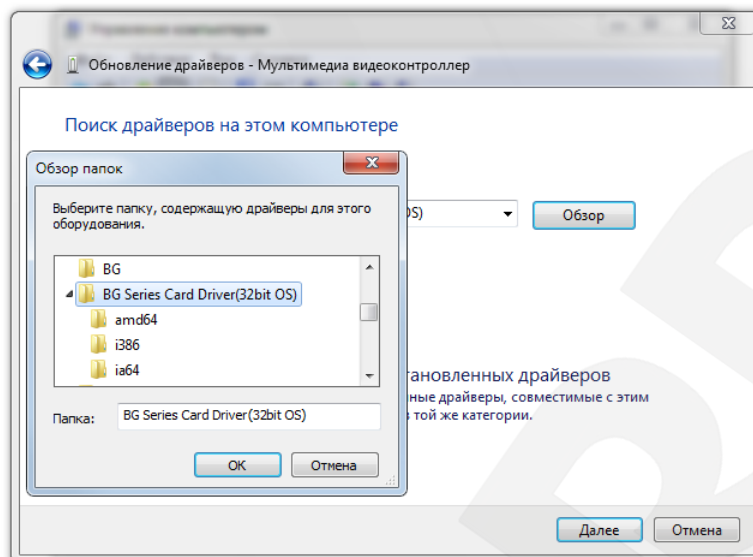 Обновление драйверов - Мультимедиа видеоконтроллер
Поиск драйверов на этом компьютере
Обзор папок
Выберите папку, содержащую драйверы для этого
оборудования.
OS)
Обзор
BG
BG Series Card Driver(32bit OS)
amd64
i386
ia64
тановленных драйверов
ные драйверы, совместимые с этим
в той же категории.
Папка:
BG Series Card Driver(32bit OS)
OK
Отмена
Далее
Отмена